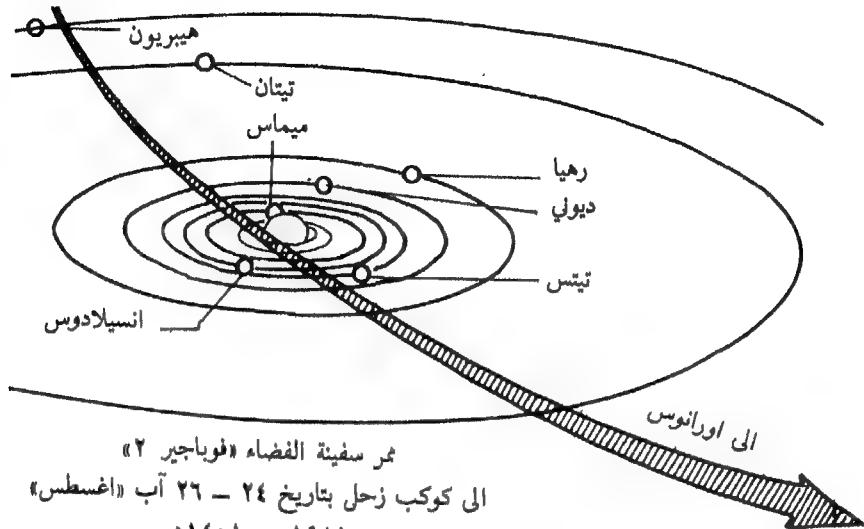 هيبريون
تيتان
ميماس
رهيا
ديولي
تيتس
انسيلادوس
الى اورانوس
ممر سفينة الفضاء «فوياجير ٢»
الى كوكب زحل بتاريخ ٢٤ – ٢٦ آب «اغسطس»